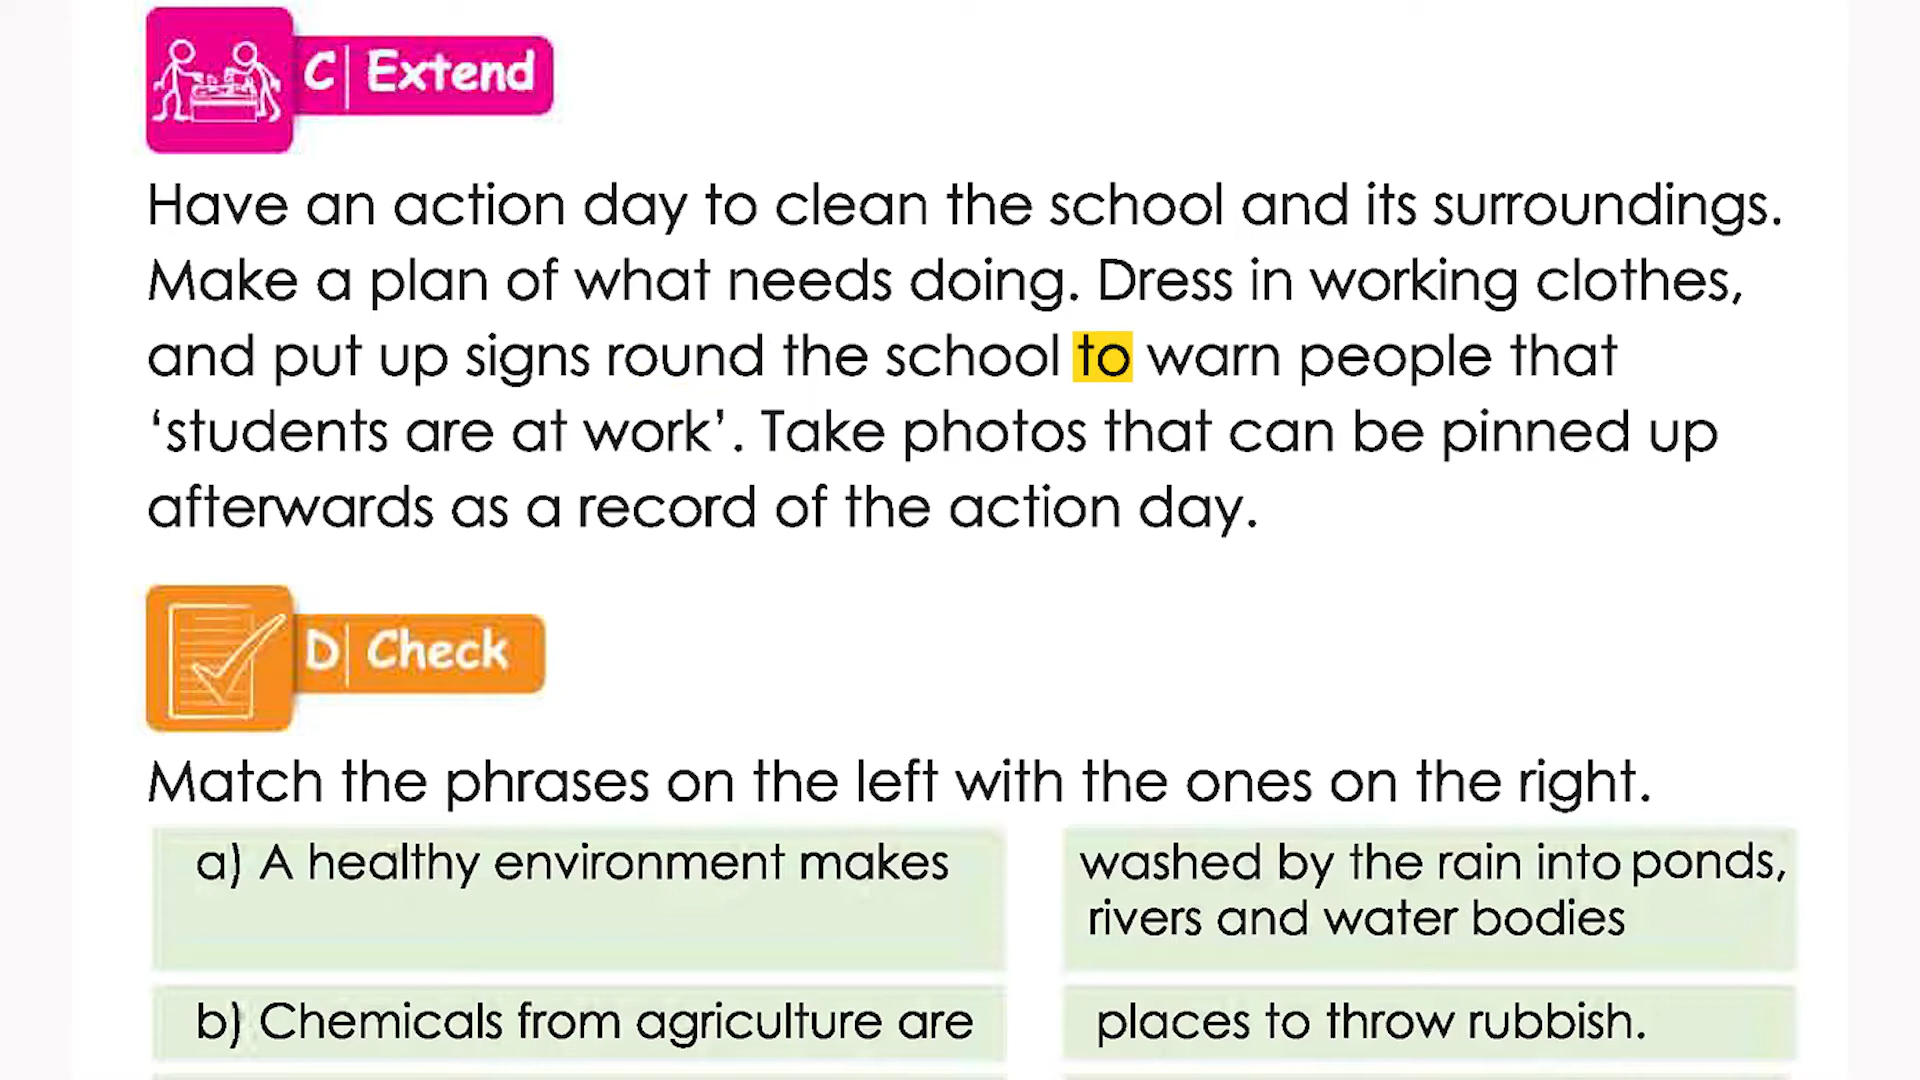 C | Extend
Have an action day to clean the school and its surroundings.
Make a plan of what needs doing. Dress in working clothes,
and put up signs round the school to warn people that
‘students are at work’. Take photos that can be pinned up
afterwards as a record of the action day.
D | Check
Match the phrases on the left with the ones on the right.
a) A healthy environment makes
washed by the rain into ponds,
rivers and water bodies
b) Chemicals from agriculture are
places to throw rubbish.